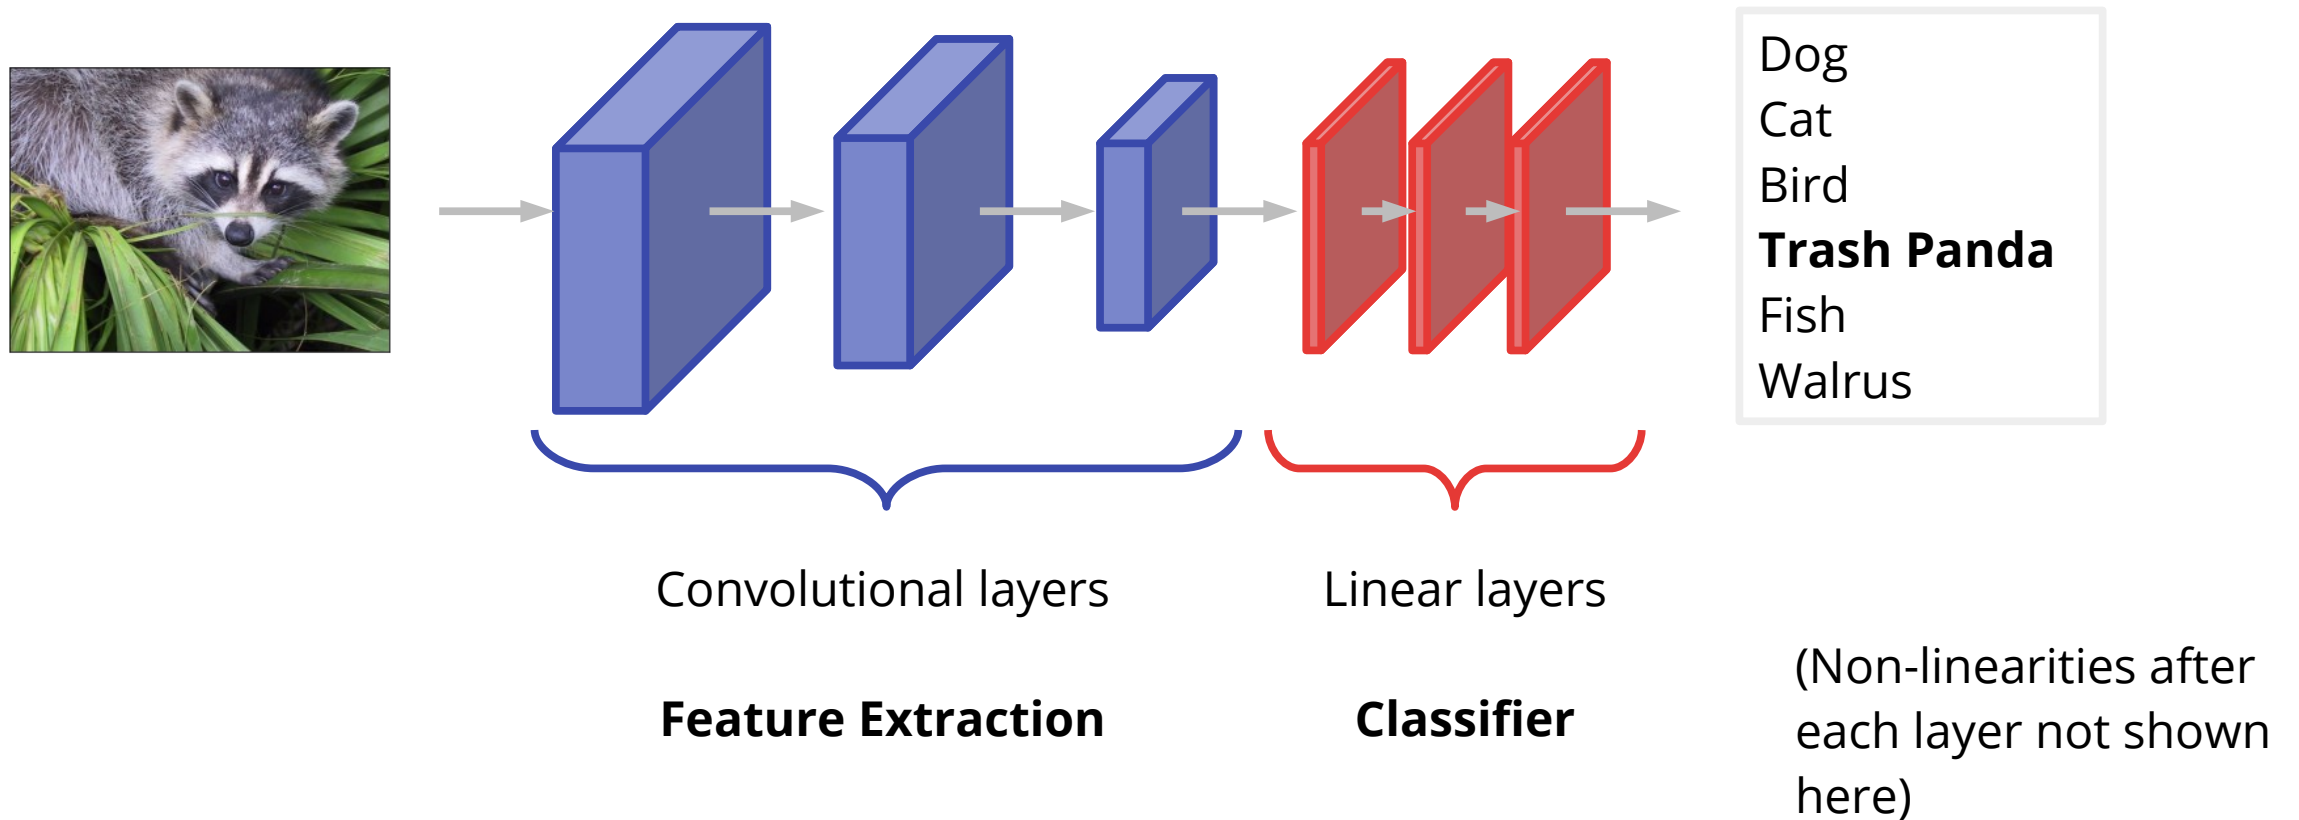 Dog
Cat
Bird
Trash Panda
Fish
Walrus
Convolutional layers
Linear layers
Feature Extraction
Classifier
(Non-linearities after
each layer not shown
here)